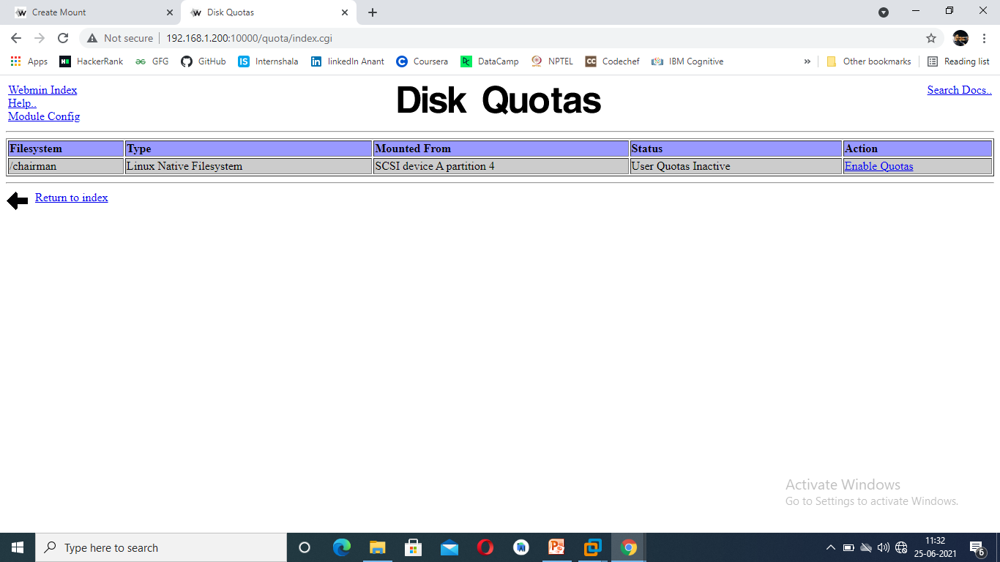 Create Mount
Disk Quotas
Not secure
192.168.1.200:10000/quota/index.cgi
Apps
HackerRank
GFG
GitHub
IS Internshala
in linkedIn Anant
Coursera
DataCamp
NPTEL
CC Codechef
IBM Cognitive
»
Other bookmarks
Reading list
Webmin Index
Help..
Module Config
Disk Quotas
Search Docs..
Filesystem Type Mounted From Status Action
/chairman Linux Native Filesystem SCSI device A partition 4 User Quotas Inactive Enable Quotas
Return to index
Activate Windows
Go to Settings to activate Windows.
Type here to search
11:32
25-06-2021
6